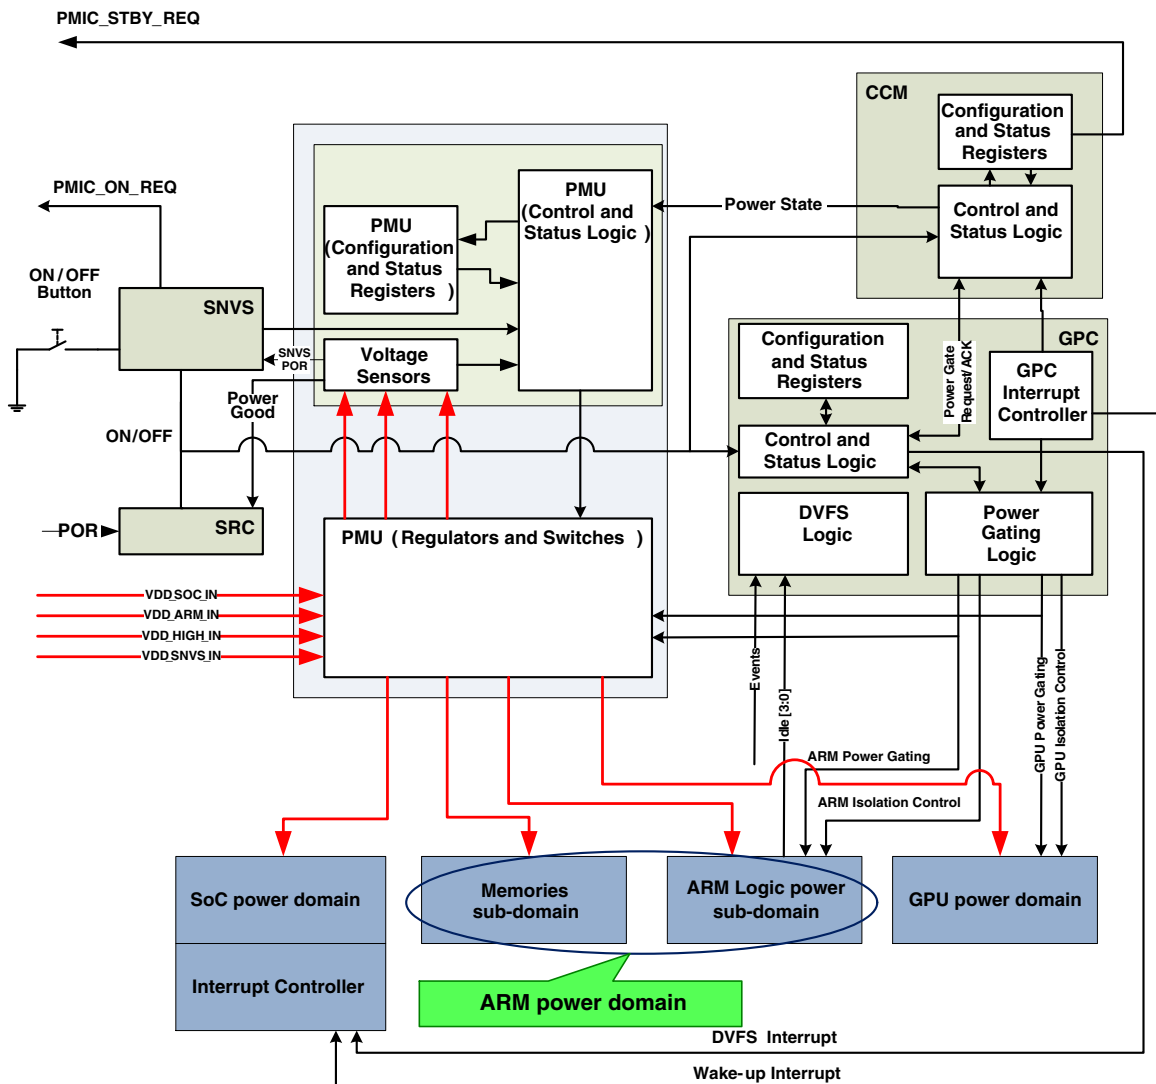 PMIC_STBY_REQ
CCM
Configuration
and Status
Registers
PMIC_ON_REQ
PMU
(Control and
Status Logic )
Power State
Control and
Status Logic
PMU
(Configuration
and Status
Registers )
ON/OFF
Button
SNVS
SNVS
POR
Voltage
Sensors
Configuration
and Status
Registers
GPC
Power Gate
Request/ACK
GPC
Interrupt
Controller
Power
Good
ON/OFF
Control and
Status Logic
POR
SRC
PMU ( Regulators and Switches )
DVFS
Logic
Power
Gating
Logic
VDD_SOC_IN
VDD_ARM_IN
VDD_HIGH_IN
VDD_SNVS_IN
Events
Idle [3:0]
GPU Power Gating
GPU Isolation Control
ARM Power Gating
ARM Isolation Control
SoC power domain
Memories
sub-domain
ARM Logic power
sub-domain
GPU power domain
Interrupt Controller
ARM power domain
DVFS Interrupt
Wake-up Interrupt